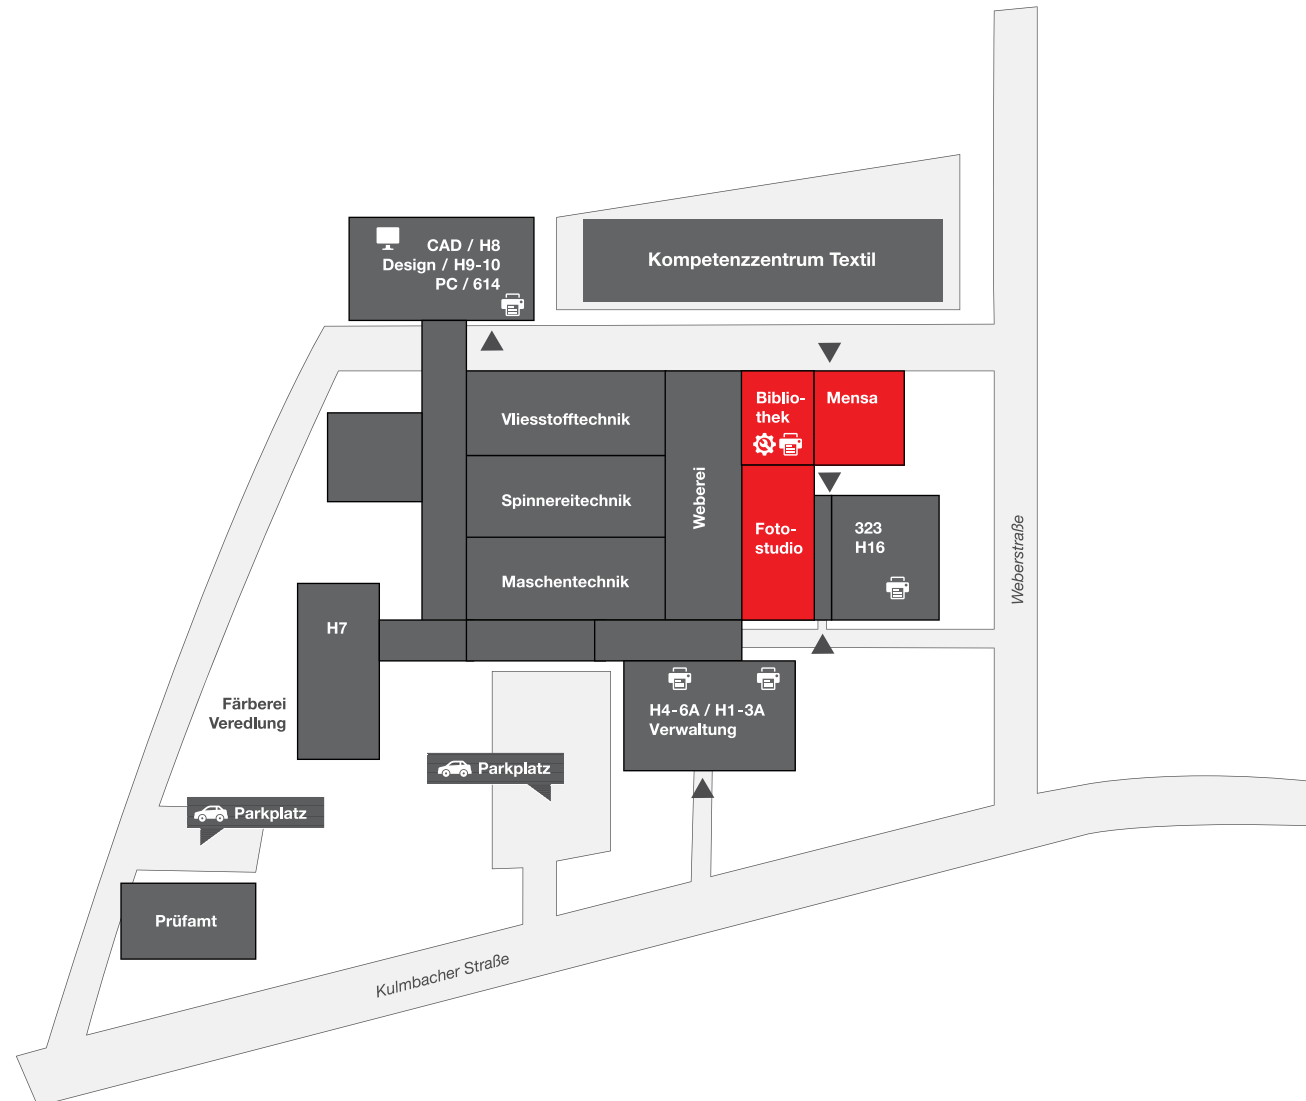 CAD / H8
Design / H9-10
PC / 614
Kompetenzzentrum Textil
Vliesstofftechnik
Spinnereitechnik
Maschentechnik
Weberei
Biblio-
thek
Mensa
Foto-
studio
323
H16
Weberstraße
H7
Färberei
Veredlung
H4-6A / H1-3A
Verwaltung
Parkplatz
Parkplatz
Prüfamt
Kulmbacher Straße